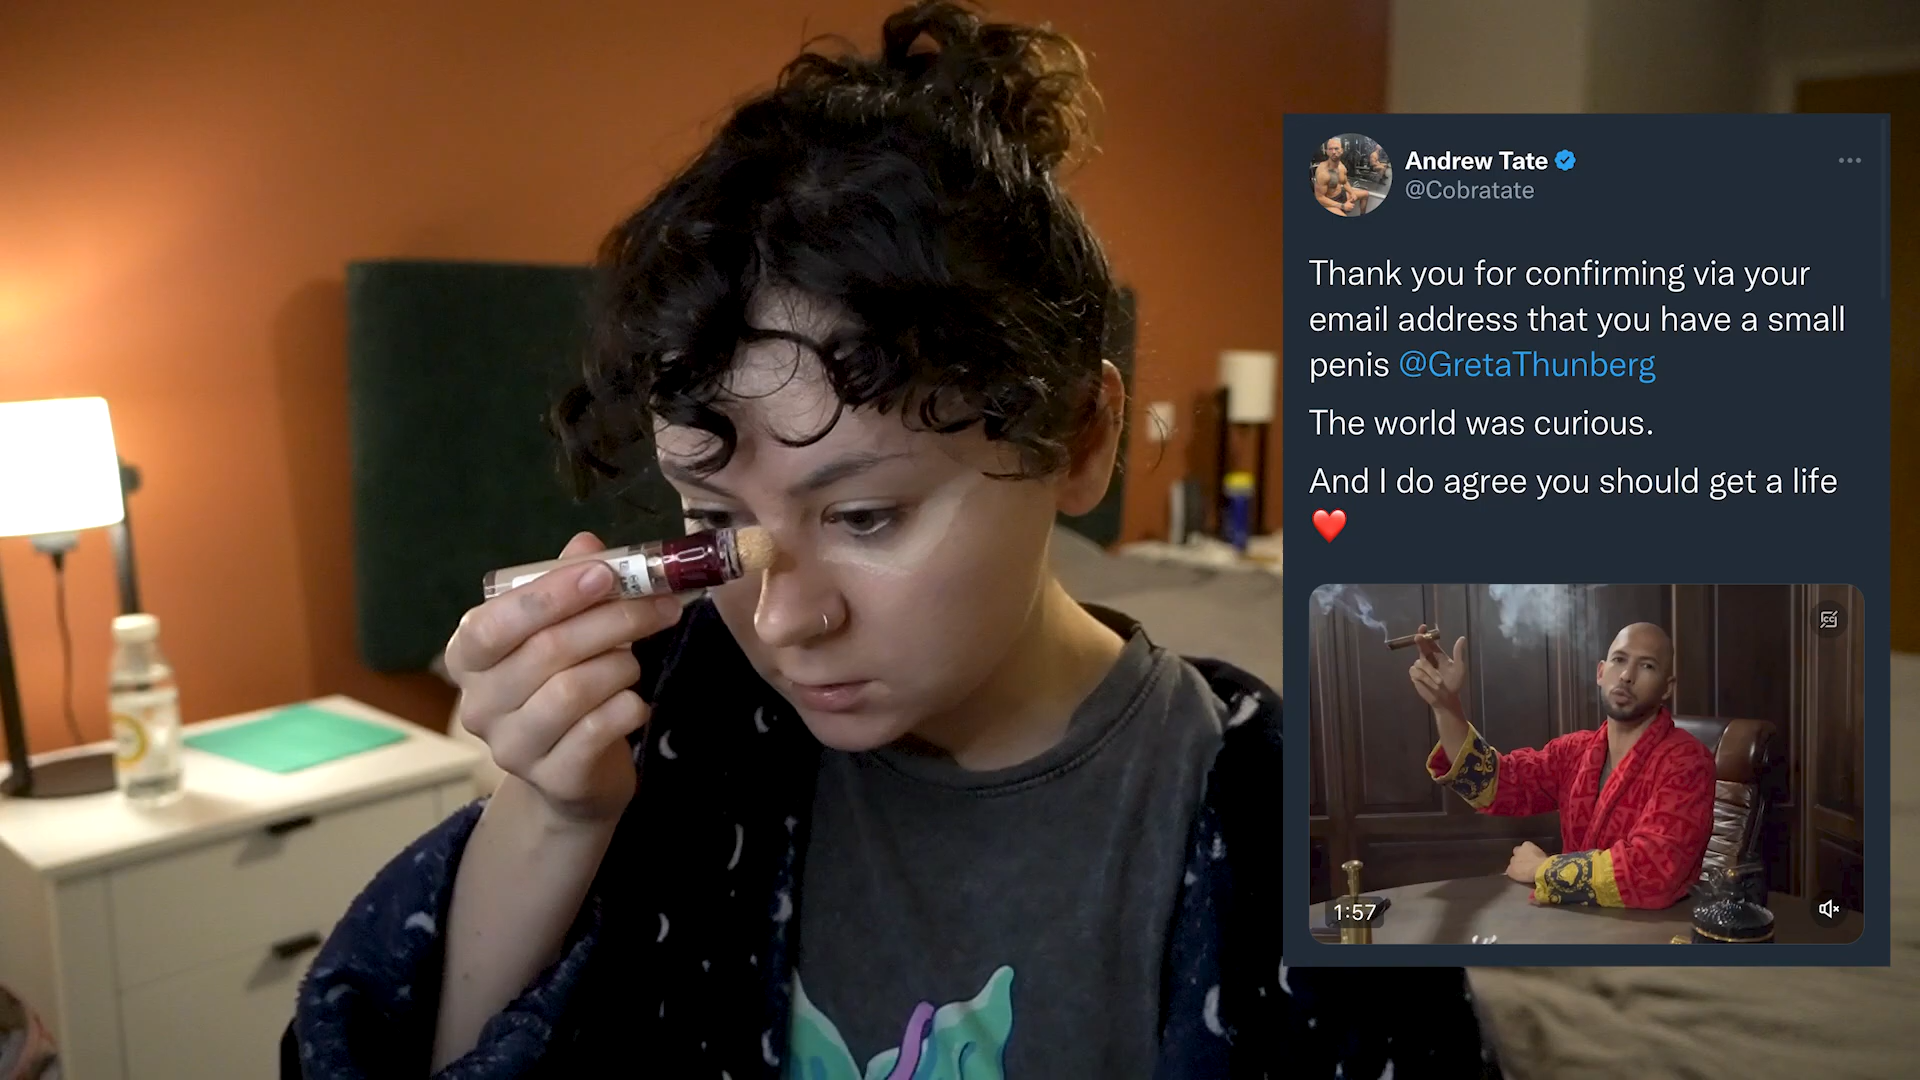 Andrew Tate
@Cobratate
Thank you for confirming via your
email address that you have a small
penis @GretaThunberg
The world was curious.
And I do agree you should get a life
❤️
1:57